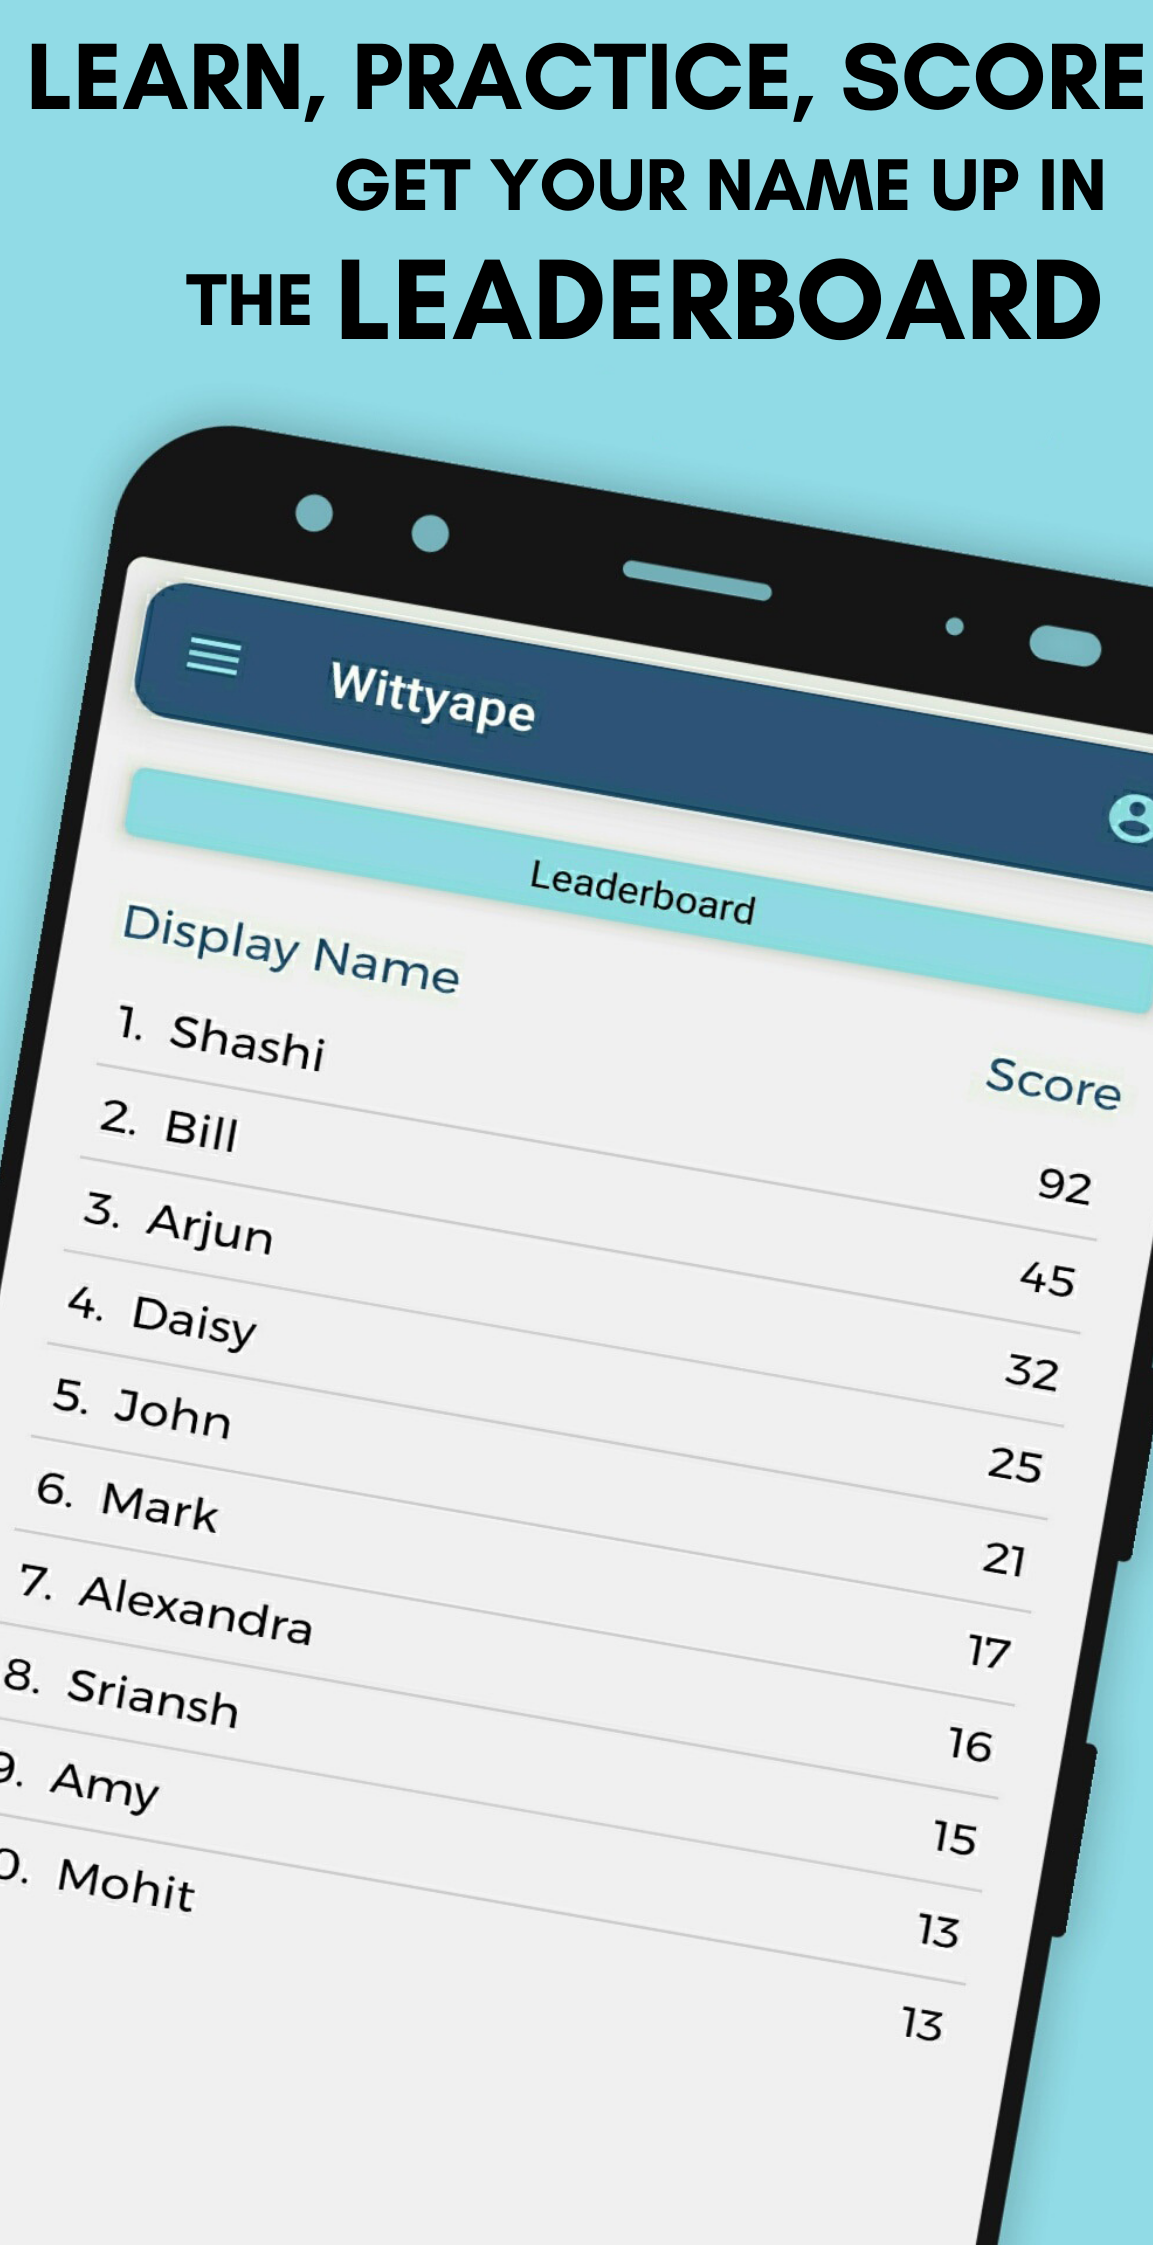 LEARN, PRACTICE, SCORE
GET YOUR NAME UP IN
THE LEADERBOARD
Wittyape
Leaderboard
Display Name Score
1. Shashi 92
2. Bill 45
3. Arjun 32
4. Daisy 25
5. John 21
6. Mark 17
7. Alexandra 16
8. Sriansh 15
9. Amy 13
0. Mohit 13